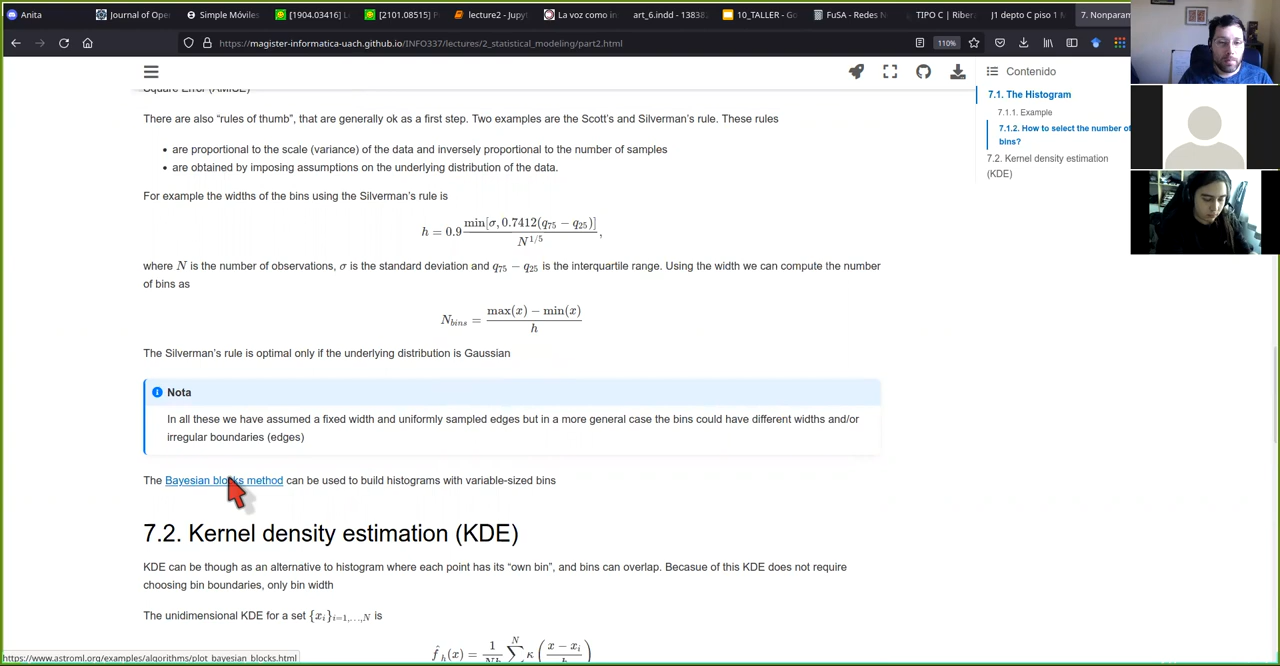 Anita
Journal of Ope
Simple Móviles
[1904.03416] L
[2101.08515] P
lecture2 - Jupyt
La voz como in
art_6.indd - 1383
10_TALLER - Go
FuSA - Redes N
TIPO C | Ribera
J1 depto C piso 1
7. Nonparam
https://magister-informatica-uach.github.io/INFO337/lectures/2_statistical_modeling/part2.html
110%
Square Error (AMISE)
There are also “rules of thumb”, that are generally ok as a first step. Two examples are the Scott's and Silverman's rule. These rules
• are proportional to the scale (variance) of the data and inversely proportional to the number of samples
• are obtained by imposing assumptions on the underlying distribution of the data.
For example the widths of the bins using the Silverman's rule is
h = 0.9 min[σ, 0.7412(q75 − q25)] / N^1/5 ,
where N is the number of observations, σ is the standard deviation and q75 − q25 is the interquartile range. Using the width we can compute the number
of bins as
Nbins = max(x) − min(x) / h
The Silverman's rule is optimal only if the underlying distribution is Gaussian
Nota
In all these we have assumed a fixed width and uniformly sampled edges but in a more general case the bins could have different widths and/or
irregular boundaries (edges)
The Bayesian blocks method can be used to build histograms with variable-sized bins
7.2. Kernel density estimation (KDE)
KDE can be though as an alternative to histogram where each point has its “own bin”, and bins can overlap. Becasue of this KDE does not require
choosing bin boundaries, only bin width
The unidimensional KDE for a set {xi}i=1,...,N is
f̂h(x) = 1/Nh ∑ N κ (x − xi / h)
https://www.astroml.org/examples/algorithms/plot_bayesian_blocks.html
Contenido
7.1. The Histogram
7.1.1. Example
7.1.2. How to select the number of
bins?
7.2. Kernel density estimation
(KDE)